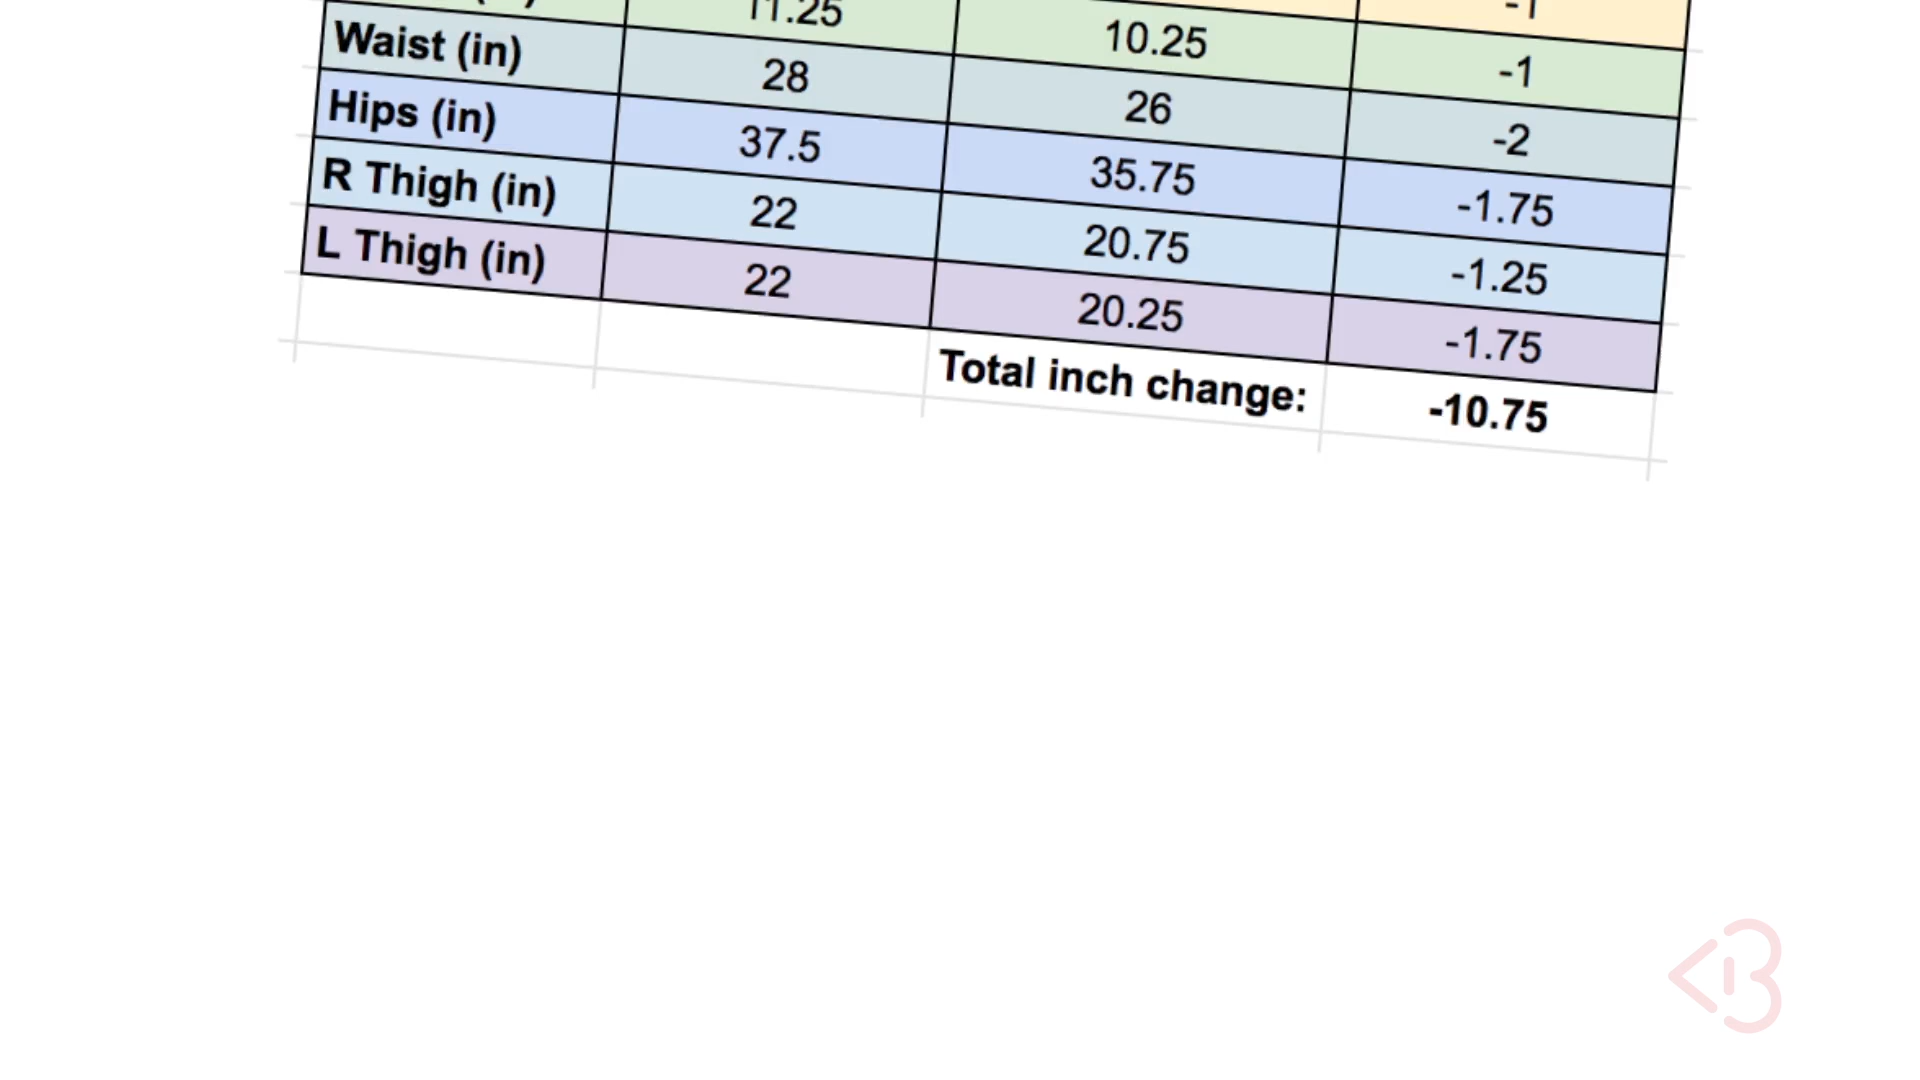 -1
11.25 10.25 -1
Waist (in) 28 26 -2
Hips (in) 37.5 35.75 -1.75
R Thigh (in) 22 20.75 -1.25
L Thigh (in) 22 20.25 -1.75
Total inch change: -10.75